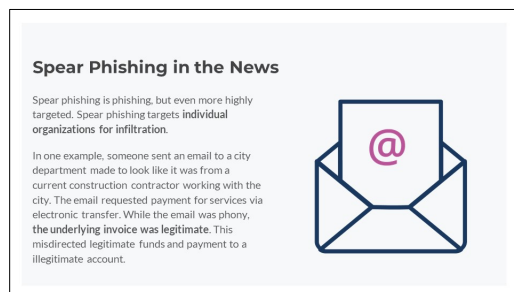 Spear Phishing in the News
Spear phishing is phishing, but even more highly
targeted. Spear phishing targets individual
organizations for infiltration.
In one example, someone sent an email to a city
department made to look like it was from a
current construction contractor working with the
city. The email requested payment for services via
electronic transfer. While the email was phony,
the underlying invoice was legitimate. This
misdirected legitimate funds and payment to a
illegitimate account.
@